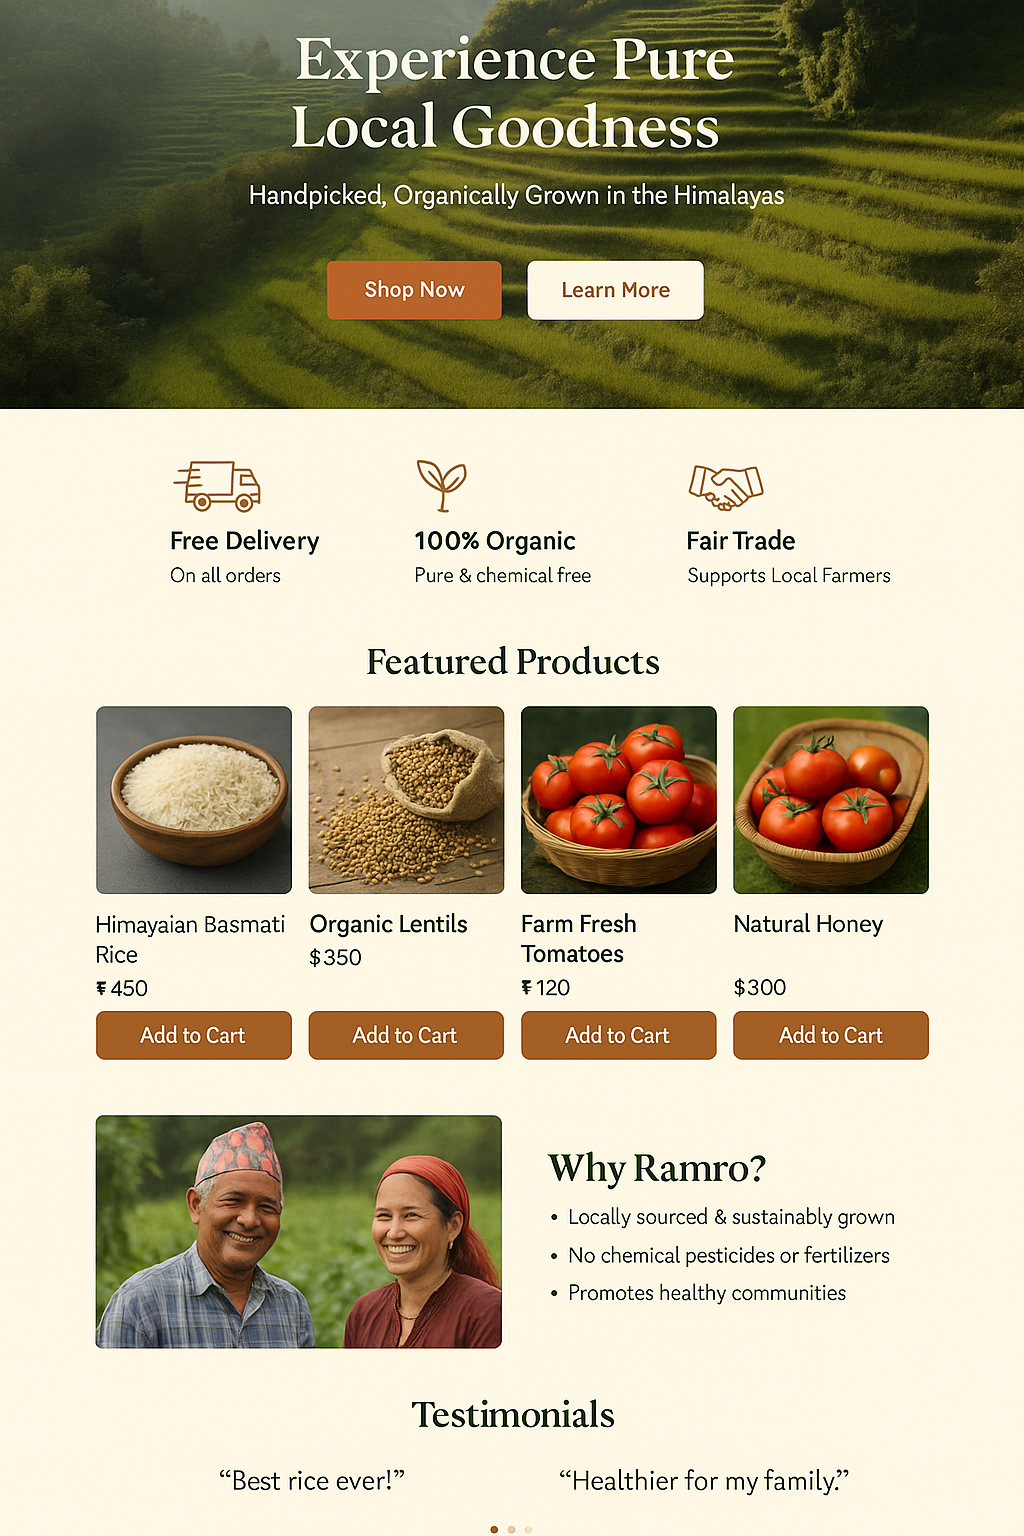 Experience Pure
Local Goodness
Handpicked, Organically Grown in the Himalayas
Shop Now
Learn More
Free Delivery
On all orders
100% Organic
Pure & chemical free
Fair Trade
Supports Local Farmers
Featured Products
Himayaian Basmati
Rice
₮450
Add to Cart
Organic Lentils
$350
Add to Cart
Farm Fresh
Tomatoes
₮120
Add to Cart
Natural Honey
$300
Add to Cart
Why Ramro?
• Locally sourced & sustainably grown
• No chemical pesticides or fertilizers
• Promotes healthy communities
Testimonials
“Best rice ever!”
“Healthier for my family.”